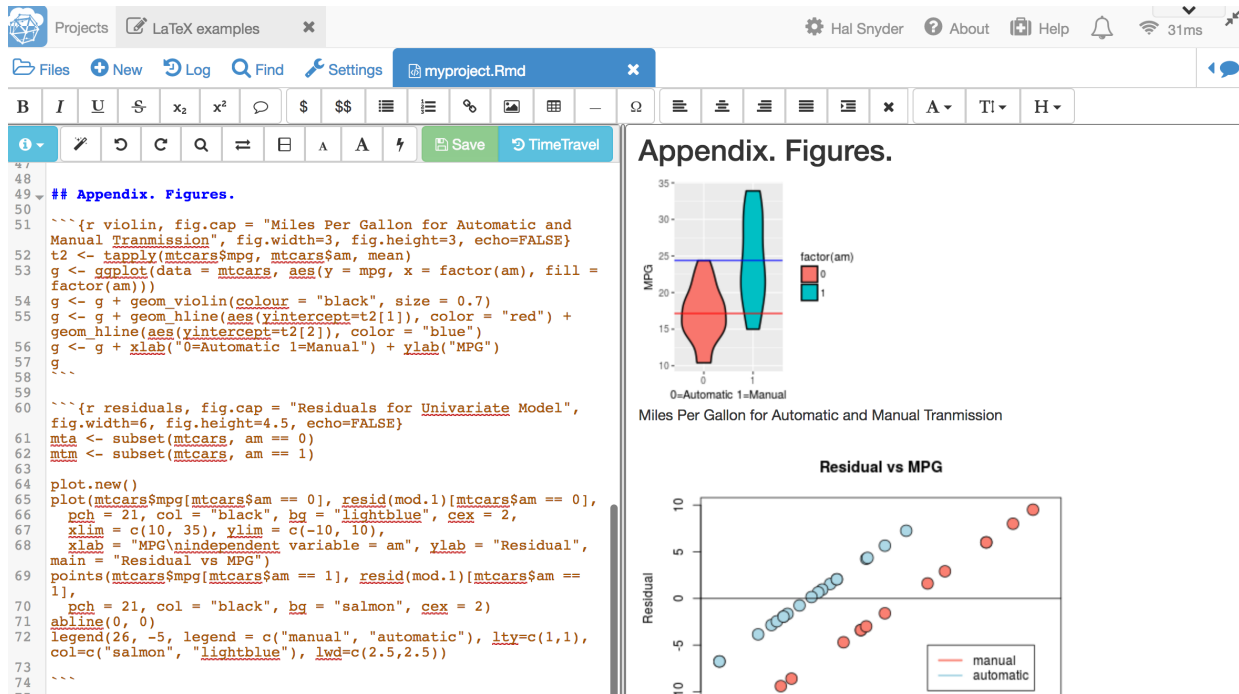 Projects LaTeX examples Hal Snyder About Help 31ms
Files New Log Find Settings myproject.Rmd
B I U S x₂ x² $ $$ — Ω A T! H
A A Save TimeTravel
47
48
49 ## Appendix. Figures.
50
51 ```{r violin, fig.cap = "Miles Per Gallon for Automatic and
Manual Tranmission", fig.width=3, fig.height=3, echo=FALSE}
52 t2 <- tapply(mtcars$mpg, mtcars$am, mean)
53 g <- ggplot(data = mtcars, aes(y = mpg, x = factor(am), fill =
factor(am)))
54 g <- g + geom_violin(colour = "black", size = 0.7)
55 g <- g + geom_hline(aes(yintercept=t2[1]), color = "red") +
geom_hline(aes(yintercept=t2[2]), color = "blue")
56 g <- g + xlab("0=Automatic 1=Manual") + ylab("MPG")
57 g
58 ```
59
60 ```{r residuals, fig.cap = "Residuals for Univariate Model",
fig.width=6, fig.height=4.5, echo=FALSE}
61 mta <- subset(mtcars, am == 0)
62 mtm <- subset(mtcars, am == 1)
63
64 plot.new()
65 plot(mtcars$mpg[mtcars$am == 0], resid(mod.1)[mtcars$am == 0],
66 pch = 21, col = "black", bg = "lightblue", cex = 2,
67 xlim = c(10, 35), ylim = c(-10, 10),
68 xlab = "MPG\nindependent variable = am", ylab = "Residual",
main = "Residual vs MPG")
69 points(mtcars$mpg[mtcars$am == 1], resid(mod.1)[mtcars$am ==
1],
70 pch = 21, col = "black", bg = "salmon", cex = 2)
71 abline(0, 0)
72 legend(26, -5, legend = c("manual", "automatic"), lty=c(1,1),
col=c("salmon", "lightblue"), lwd=c(2.5,2.5))
73
74 ```
Appendix. Figures.
35
30
25
20
15
10
MPG
0 1
0=Automatic 1=Manual
factor(am)
0
1
Miles Per Gallon for Automatic and Manual Tranmission
Residual vs MPG
10
5
0
-5
Residual
manual
automatic